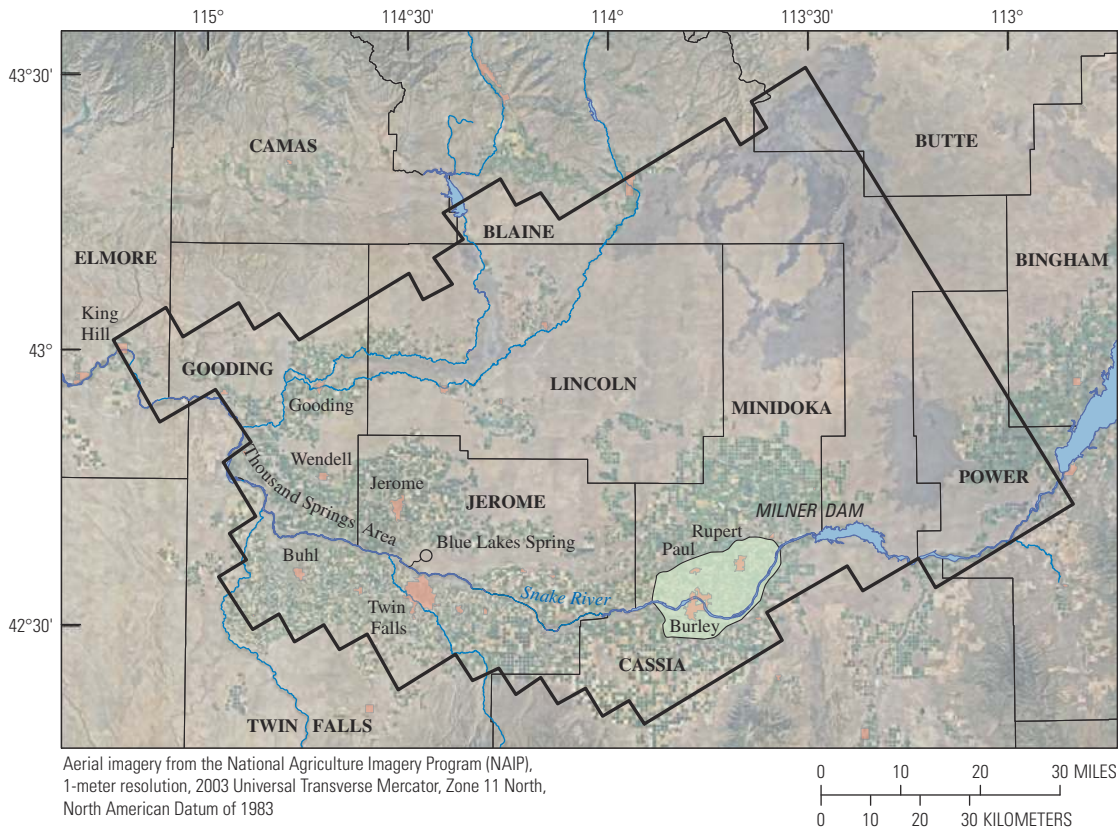 115°
114°30'
114°
113°30'
113°
43°30'
CAMAS
BUTTE
BLAINE
ELMORE
BINGHAM
King
Hill
43°
GOODING
LINCOLN
Gooding
MINIDOKA
Wendell
Thousand Springs Area
Jerome
JEROME
POWER
MILNER DAM
Rupert
Paul
Blue Lakes Spring
Buhl
Snake River
Twin
Falls
42°30'
Burley
CASSIA
TWIN FALLS
Aerial imagery from the National Agriculture Imagery Program (NAIP),
1-meter resolution, 2003 Universal Transverse Mercator, Zone 11 North,
North American Datum of 1983
0 10 20 30 MILES
0 10 20 30 KILOMETERS